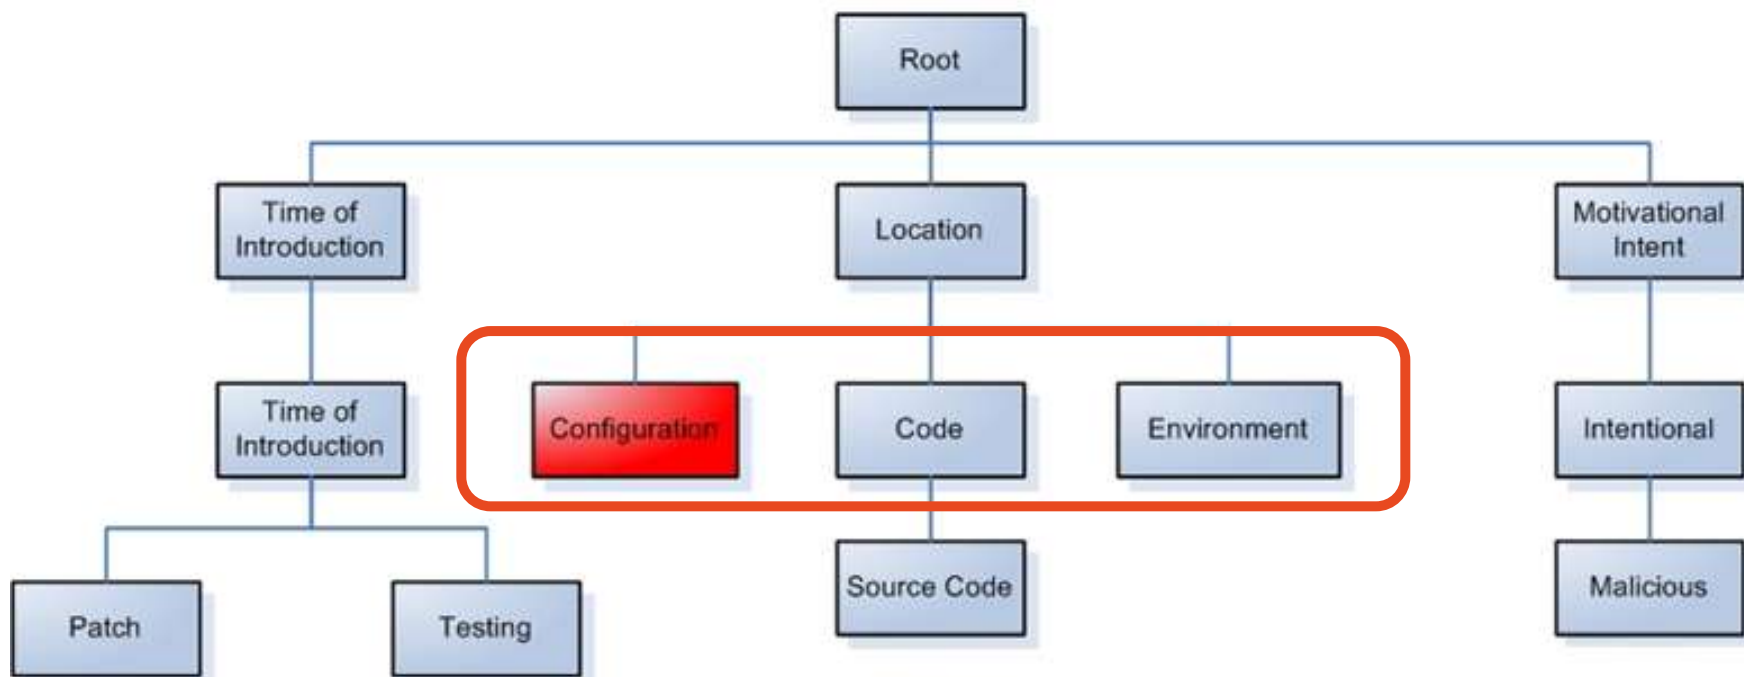 Root
Time of
Introduction
Location
Motivational
Intent
Time of
Introduction
Configuration
Code
Environment
Intentional
Patch
Testing
Source Code
Malicious